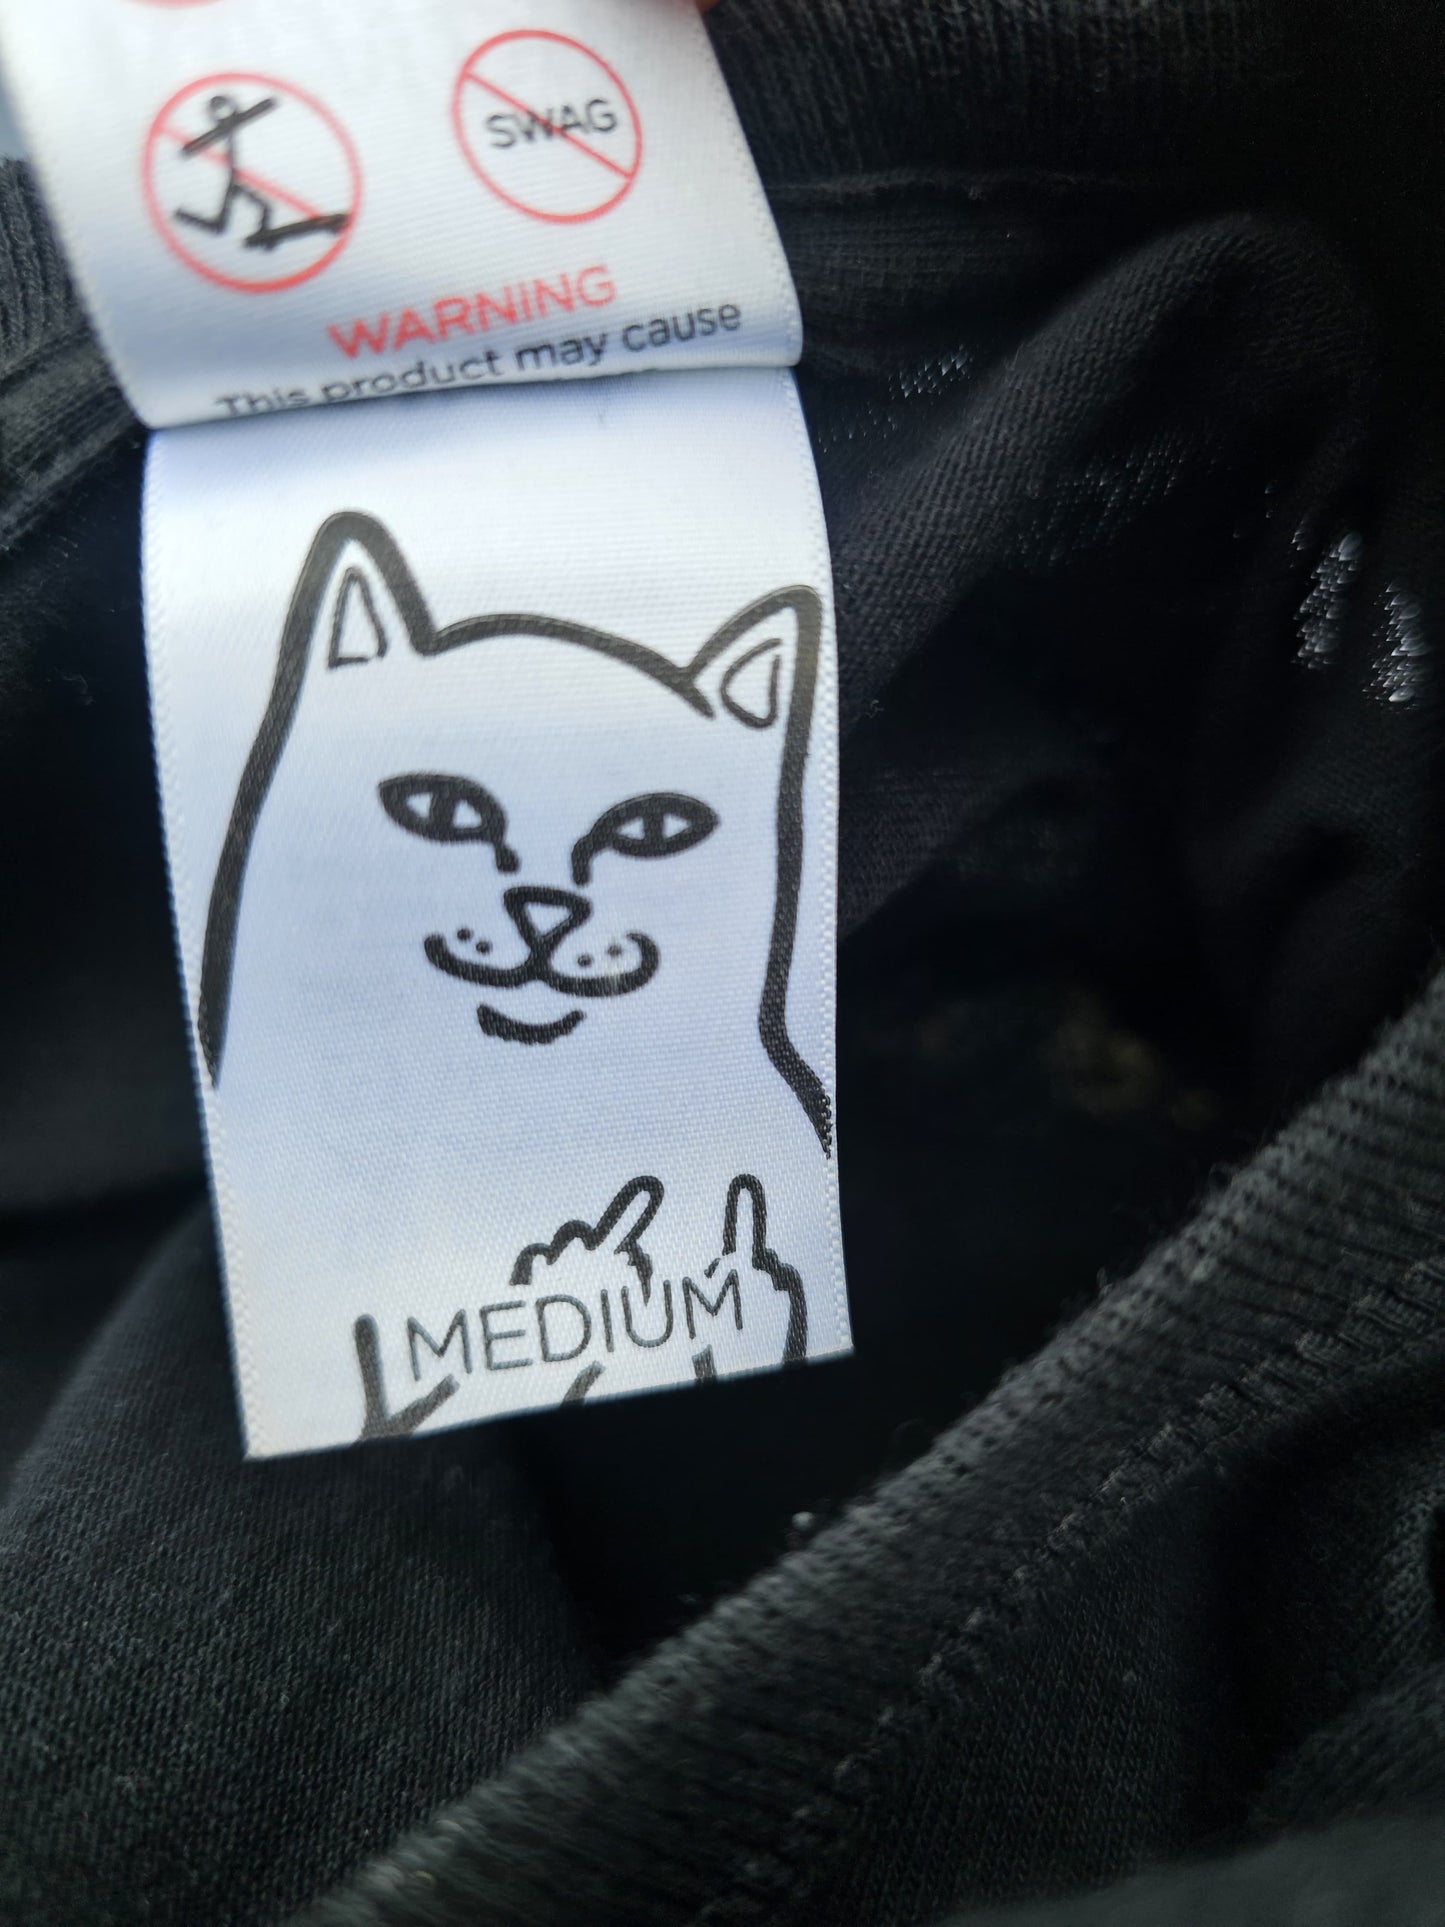 SWAG
WARNING
This product may cause
MEDIUM